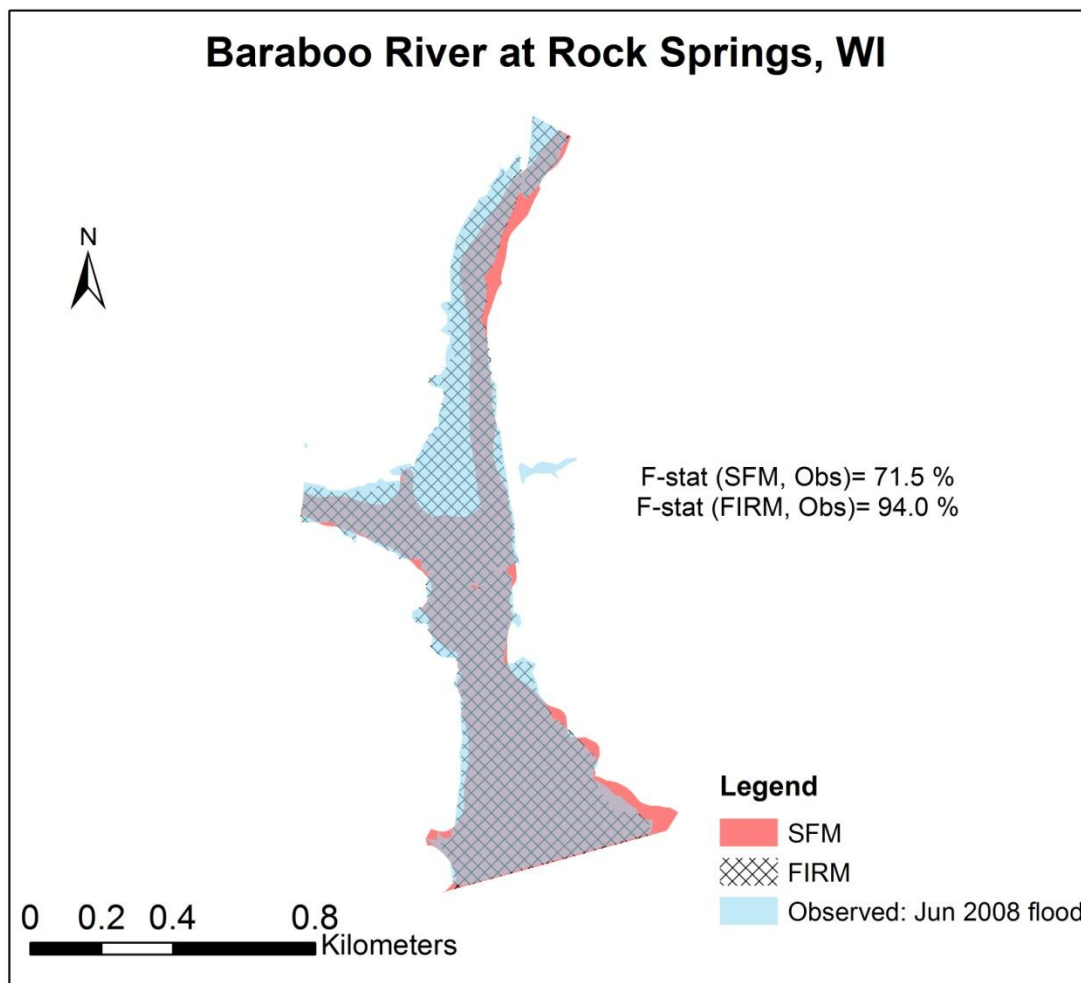 Baraboo River at Rock Springs, WI
N
F-stat (SFM, Obs)= 71.5 %
F-stat (FIRM, Obs)= 94.0 %
Legend
SFM
FIRM
Observed: Jun 2008 flood
0 0.2 0.4 0.8
Kilometers